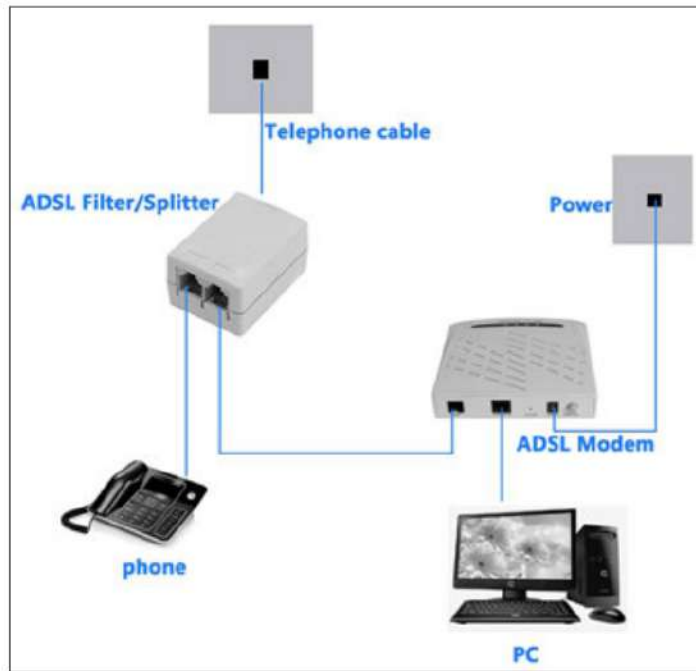 Telephone cable
ADSL Filter/Splitter
Power
ADSL Modem
phone
PC